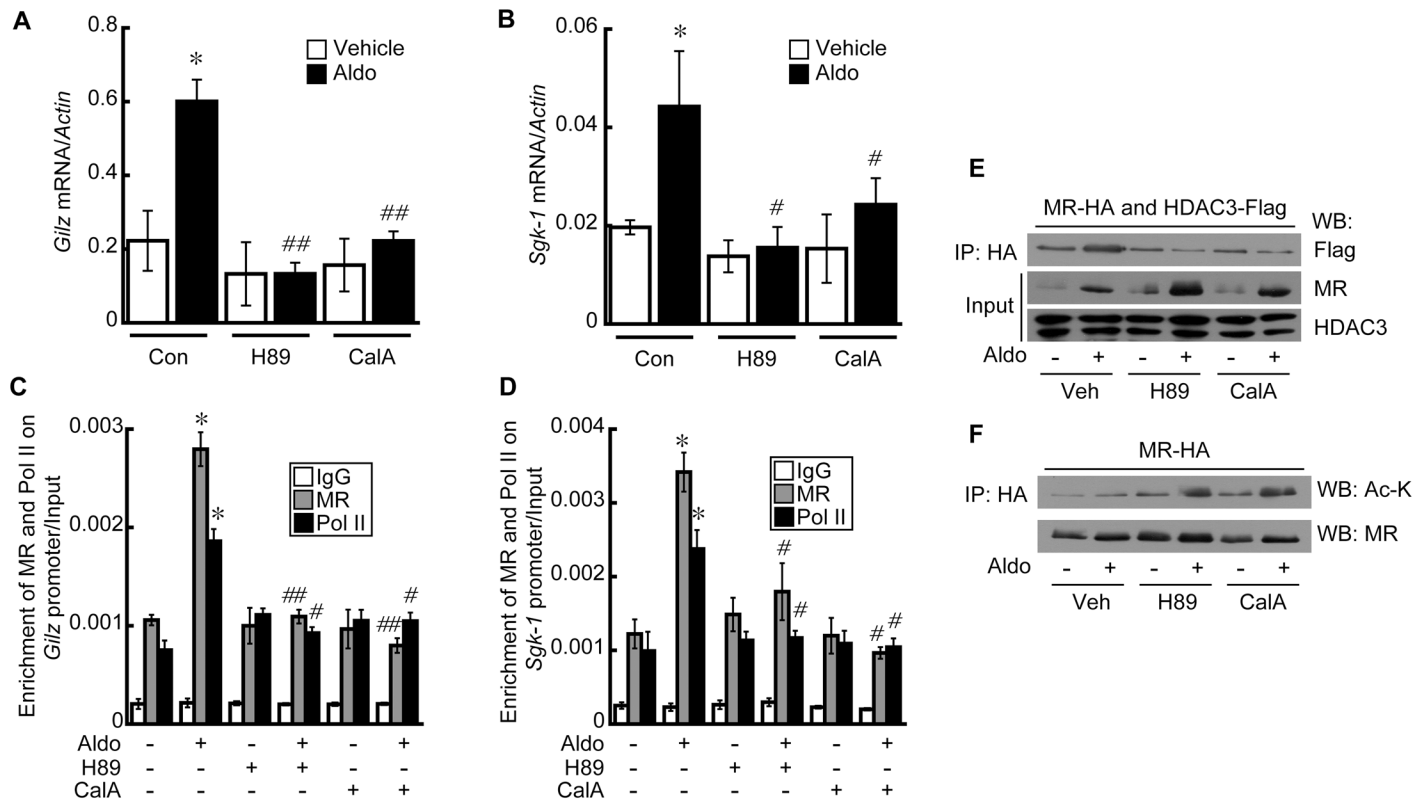 A
0.8
0.6
0.4
0.2
0
Gilz mRNA/Actin
*
##
##
Vehicle
Aldo
Con
H89
CalA
B
0.06
0.04
0.02
0
Sgk-1 mRNA/Actin
*
#
#
Vehicle
Aldo
Con
H89
CalA
C
0.003
0.002
0.001
0
Enrichment of MR and Pol II on
Gilz promoter/Input
*
*
##
#
##
#
IgG
MR
Pol II
Aldo - + - + - +
H89 - - + + - -
CalA - - - - + +
D
0.004
0.003
0.002
0.001
0
Enrichment of MR and Pol II on
Sgk-1 promoter/Input
*
*
#
#
#
#
IgG
MR
Pol II
Aldo - + - + - +
H89 - - + + - -
CalA - - - - + +
E
MR-HA and HDAC3-Flag
WB:
IP: HA
Flag
Input
MR
HDAC3
Aldo - + - + - +
Veh H89 CalA
F
MR-HA
IP: HA
WB: Ac-K
WB: MR
Aldo - + - + - +
Veh H89 CalA